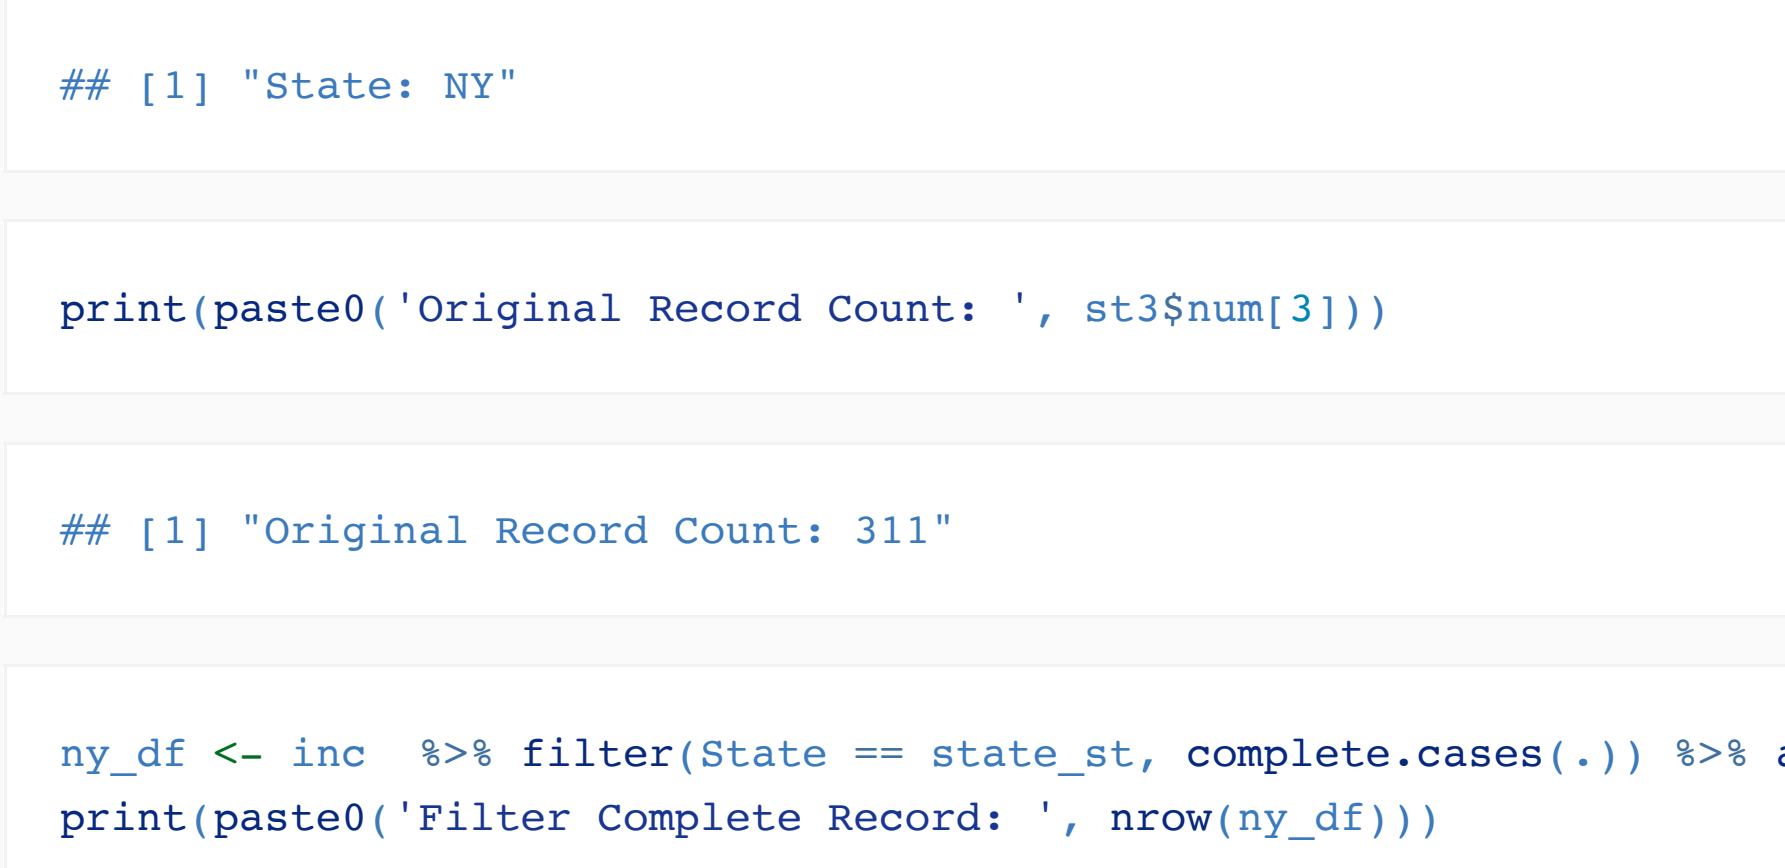 ## [1] "State: NY"
print(paste0('Original Record Count: ', st3$num[3]))
## [1] "Original Record Count: 311"
ny_df <- inc  %>% filter(State == state_st, complete.cases(.)) %>%
print(paste0('Filter Complete Record: ', nrow(ny_df)))